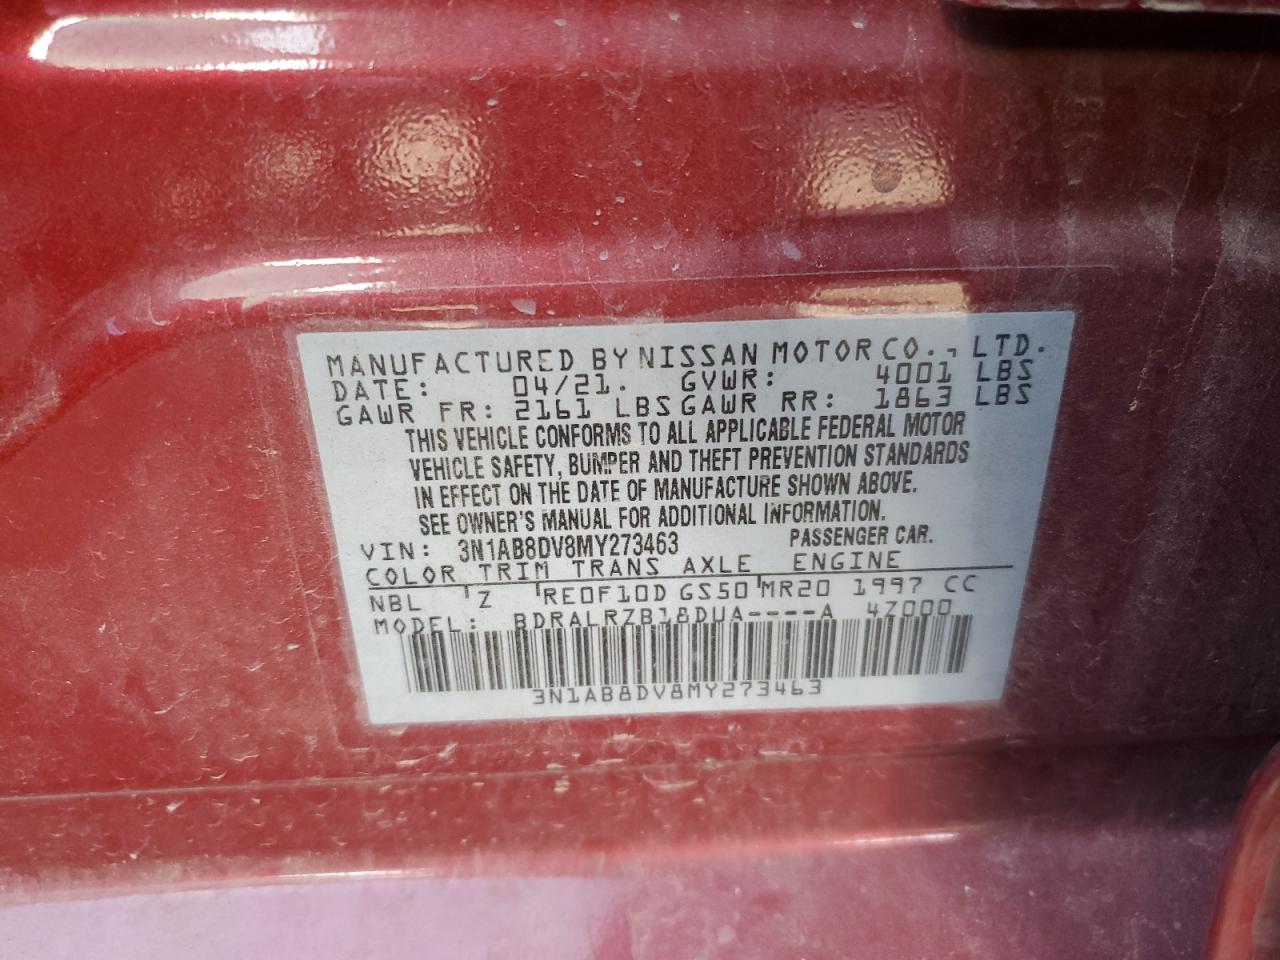 MANUFACTURED BY NISSAN MOTOR CO., LTD.
DATE: 04/21. GVWR: 4001 LBS
GAWR FR: 2161 LBS GAWR RR: 1863 LBS
THIS VEHICLE CONFORMS TO ALL APPLICABLE FEDERAL MOTOR
VEHICLE SAFETY, BUMPER AND THEFT PREVENTION STANDARDS
IN EFFECT ON THE DATE OF MANUFACTURE SHOWN ABOVE.
SEE OWNER'S MANUAL FOR ADDITIONAL INFORMATION.
VIN: 3N1AB8DV8MY273463 PASSENGER CAR.
COLOR TRIM TRANS AXLE ENGINE
NBL Z RE0F10D GS50 MR20 1997 CC
MODEL: BDRALRZB18DUA----A 4Z000
3N1AB8DV8MY273463